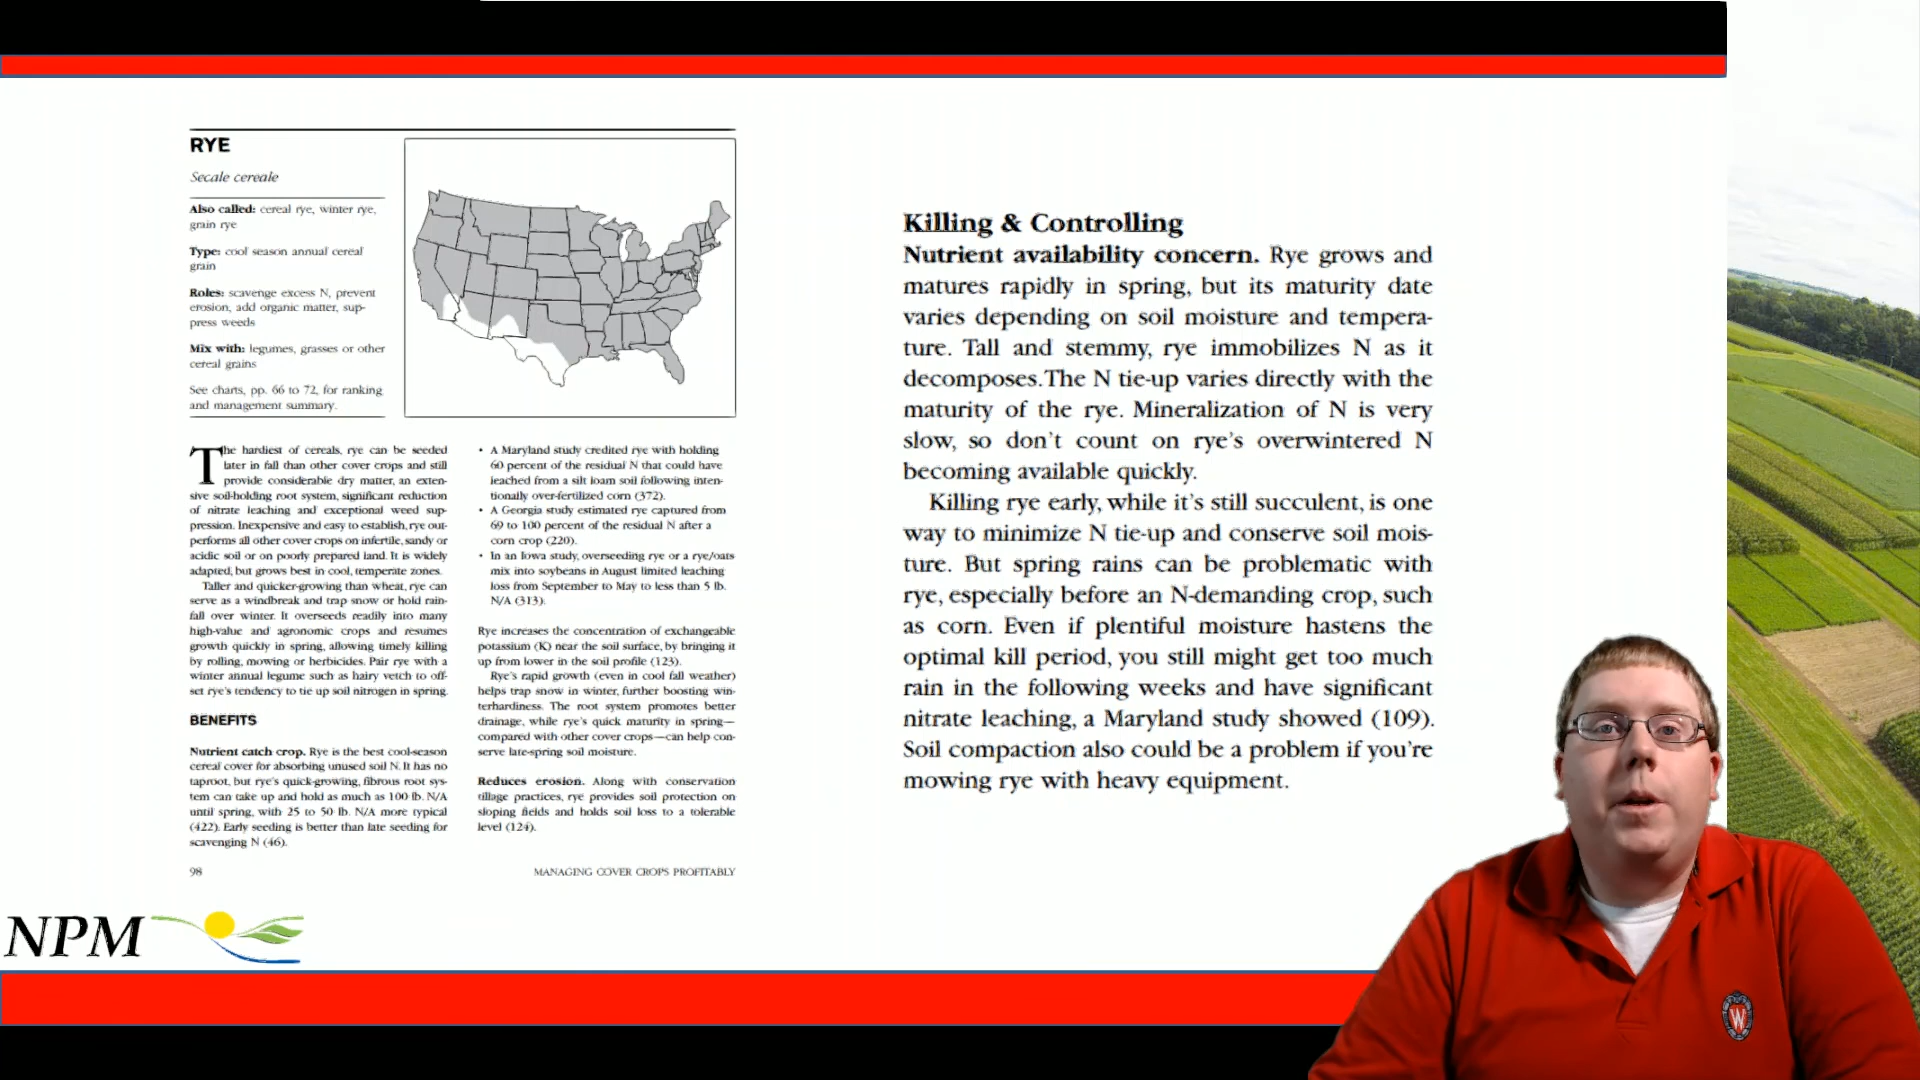 RYE
Secale cereale
Also called: cereal rye, winter rye,
grain rye
Type: cool season annual cereal
grain
Roles: scavenge excess N, prevent
erosion, add organic matter, sup-
press weeds
Mix with: legumes, grasses or other
cereal grains
See charts, pp. 66 to 72, for ranking
and management summary.
The hardiest of cereals, rye can be seeded
later in fall than other cover crops and still
provide considerable dry matter, an exten-
sive soil-holding root system, significant reduction
of nitrate leaching and exceptional weed sup-
pression. Inexpensive and easy to establish, rye out-
performs all other cover crops on infertile, sandy or
acidic soil or on poorly prepared land. It is widely
adapted, but grows best in cool, temperate zones.
Taller and quicker-growing than wheat, rye can
serve as a windbreak and trap snow or hold rain-
fall over winter. It overseeds readily into many
high-value and agronomic crops and resumes
growth quickly in spring, allowing timely killing
by rolling, mowing or herbicides. Pair rye with a
winter annual legume such as hairy vetch to off-
set rye's tendency to tie up soil nitrogen in spring.
BENEFITS
Nutrient catch crop. Rye is the best cool-season
cereal cover for absorbing unused soil N. It has no
taproot, but rye's quick-growing, fibrous root sys-
tem can take up and hold as much as 100 lb. N/A
until spring, with 25 to 50 lb. N/A more typical
(422). Early seeding is better than late seeding for
scavenging N (46).
• A Maryland study credited rye with holding
60 percent of the residual N that could have
leached from a silt loam soil following inten-
tionally over-fertilized corn (372).
• A Georgia study estimated rye captured from
69 to 100 percent of the residual N after a
corn crop (220).
• In an Iowa study, overseeding rye or a rye/oats
mix into soybeans in August limited leaching
loss from September to May to less than 5 lb.
N/A (313).
Rye increases the concentration of exchangeable
potassium (K) near the soil surface, by bringing it
up from lower in the soil profile (123).
Rye's rapid growth (even in cool fall weather)
helps trap snow in winter, further boosting win-
terhardiness. The root system promotes better
drainage, while rye's quick maturity in spring—
compared with other cover crops—can help con-
serve late-spring soil moisture.
Reduces erosion. Along with conservation
tillage practices, rye provides soil protection on
sloping fields and holds soil loss to a tolerable
level (124).
98
MANAGING COVER CROPS PROFITABLY
Killing & Controlling
Nutrient availability concern. Rye grows and
matures rapidly in spring, but its maturity date
varies depending on soil moisture and tempera-
ture. Tall and stemmy, rye immobilizes N as it
decomposes.The N tie-up varies directly with the
maturity of the rye. Mineralization of N is very
slow, so don't count on rye's overwintered N
becoming available quickly.
Killing rye early, while it's still succulent, is one
way to minimize N tie-up and conserve soil mois-
ture. But spring rains can be problematic with
rye, especially before an N-demanding crop, such
as corn. Even if plentiful moisture hastens the
optimal kill period, you still might get too much
rain in the following weeks and have significant
nitrate leaching, a Maryland study showed (109).
Soil compaction also could be a problem if you're
mowing rye with heavy equipment.
NPM
W